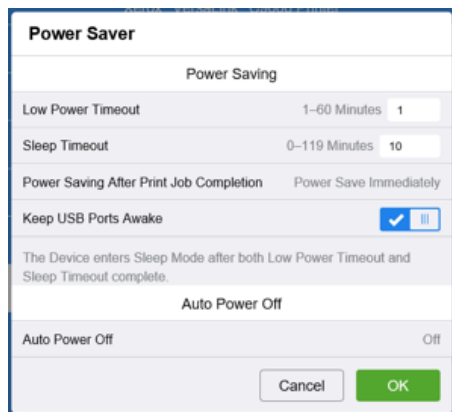 Power Saver
Power Saving
Low Power Timeout 1–60 Minutes 1
Sleep Timeout 0–119 Minutes 10
Power Saving After Print Job Completion Power Save Immediately
Keep USB Ports Awake
The Device enters Sleep Mode after both Low Power Timeout and
Sleep Timeout complete.
Auto Power Off
Auto Power Off Off
Cancel OK